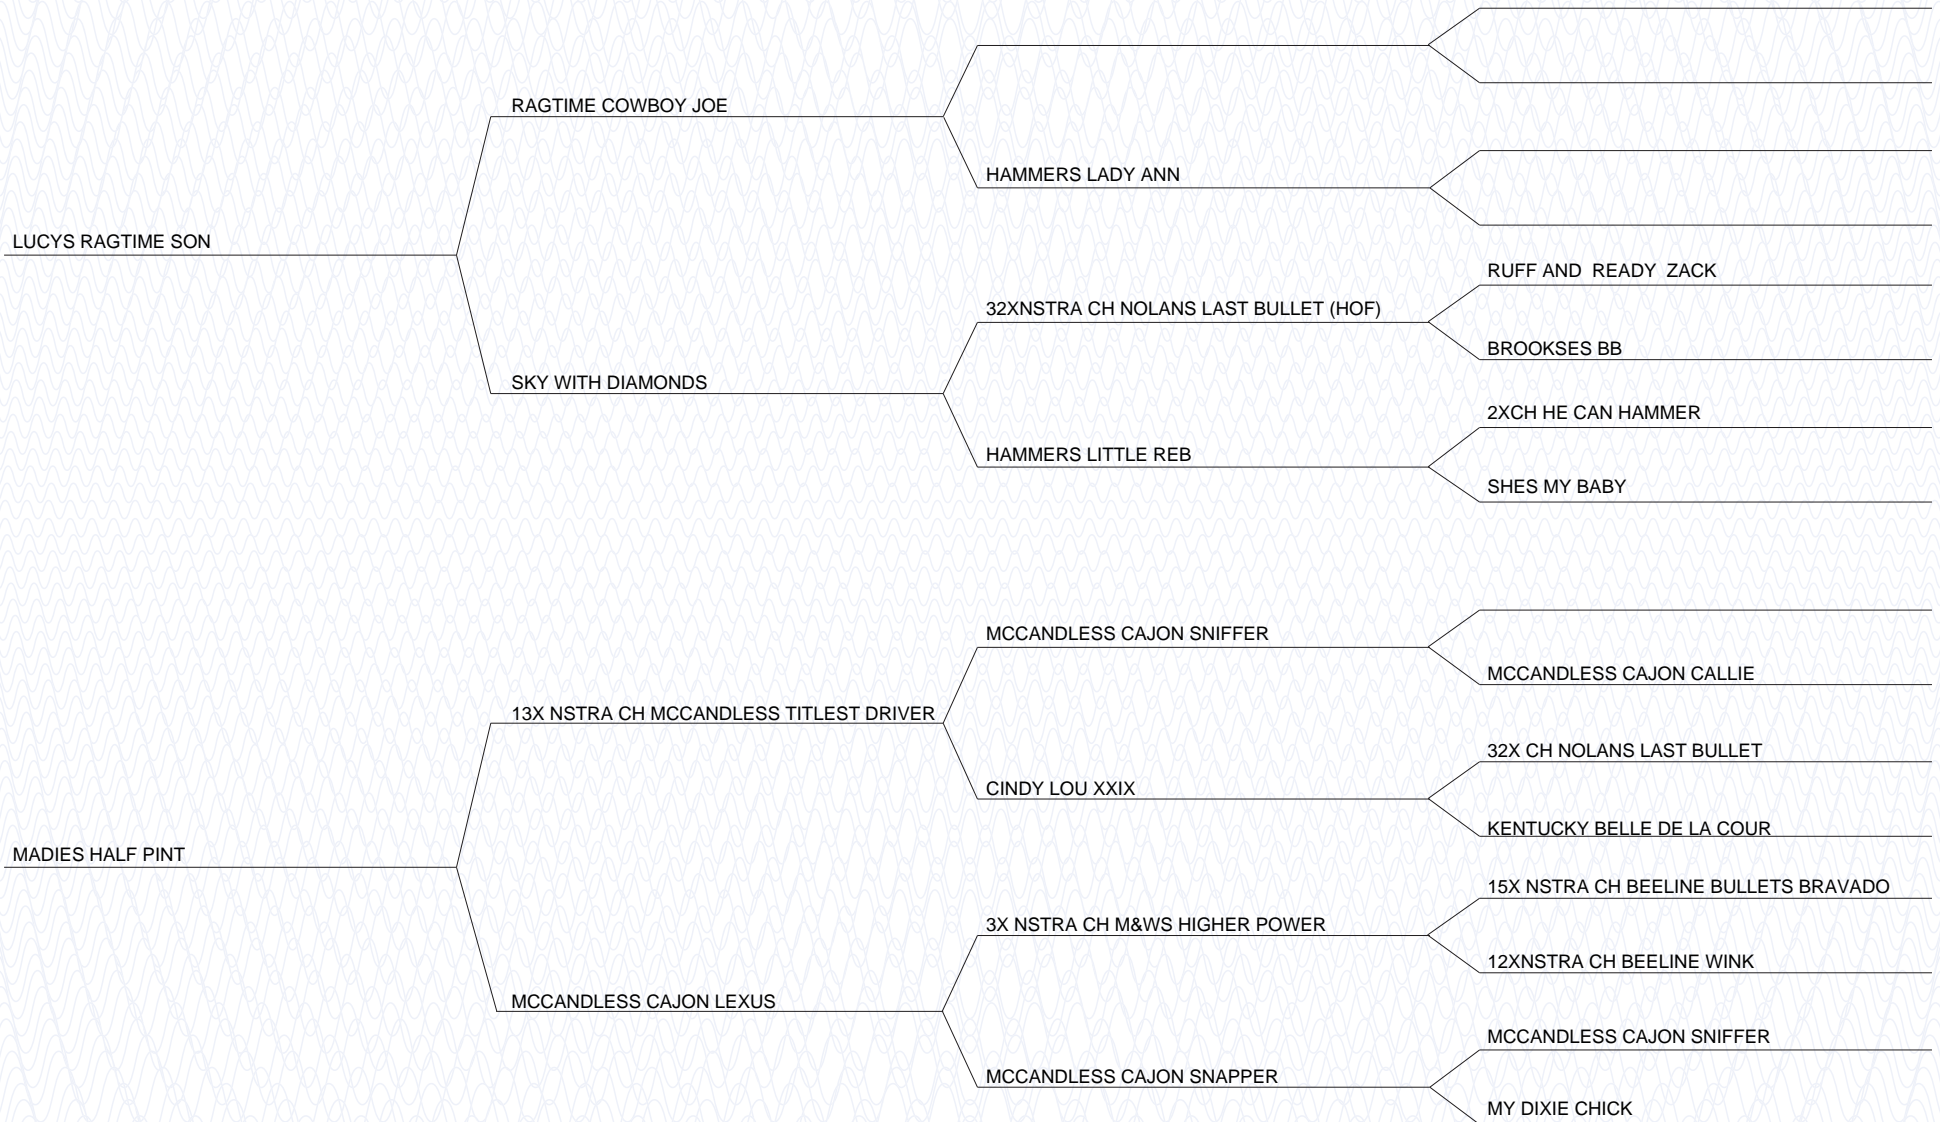 RAGTIME COWBOY JOE
HAMMERS LADY ANN
LUCYS RAGTIME SON
RUFF AND  READY  ZACK
32XNSTRA CH NOLANS LAST BULLET (HOF)
BROOKSES BB
SKY WITH DIAMONDS
2XCH HE CAN HAMMER
HAMMERS LITTLE REB
SHES MY BABY
MCCANDLESS CAJON SNIFFER
MCCANDLESS CAJON CALLIE
13X NSTRA CH MCCANDLESS TITLEST DRIVER
32X CH NOLANS LAST BULLET
CINDY LOU XXIX
KENTUCKY BELLE DE LA COUR
MADIES HALF PINT
15X NSTRA CH BEELINE BULLETS BRAVADO
3X NSTRA CH M&WS HIGHER POWER
12XNSTRA CH BEELINE WINK
MCCANDLESS CAJON LEXUS
MCCANDLESS CAJON SNIFFER
MCCANDLESS CAJON SNAPPER
MY DIXIE CHICK